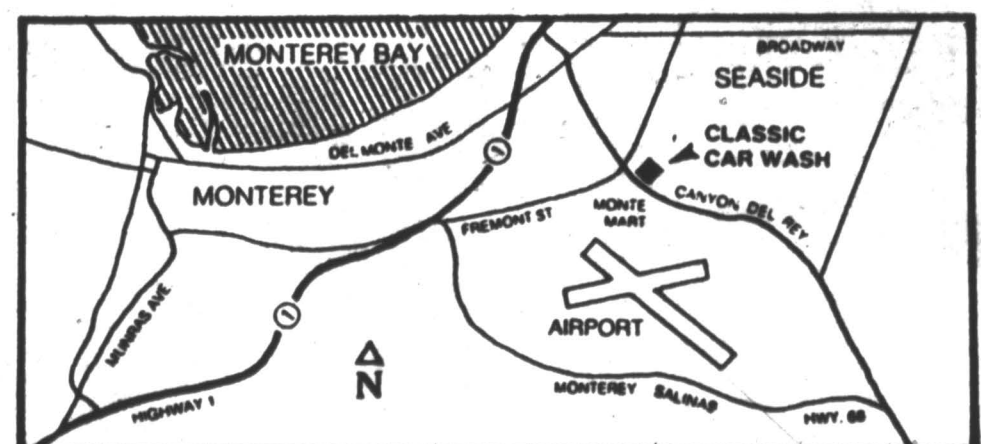 MONTEREY BAY
BROADWAY
SEASIDE
DEL MONTE AVE
1
CLASSIC
CAR WASH
MONTEREY
CANYON DEL REY
MONTE
MART
FREMONT ST
MUNRAS AVE
1
AIRPORT
N
HIGHWAY 1
MONTEREY SALINAS
HWY. 68